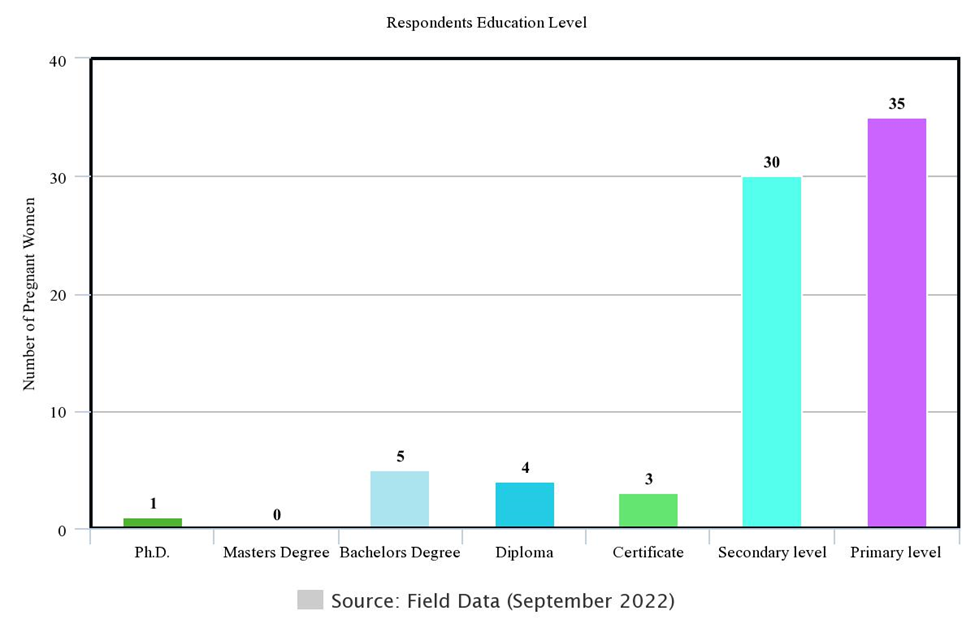 Respondents Education Level
Number of Pregnant Women
40
30
20
10
0
1
0
5
4
3
30
35
Ph.D.
Masters Degree
Bachelors Degree
Diploma
Certificate
Secondary level
Primary level
Source: Field Data (September 2022)